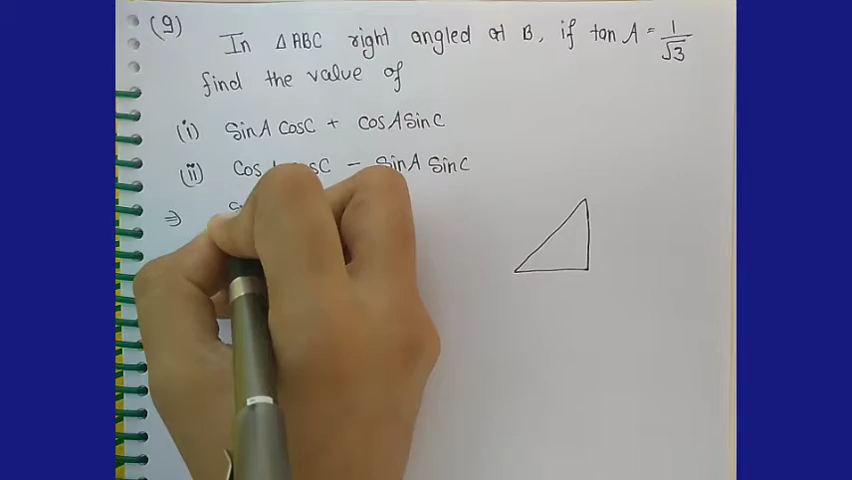 (9) In △ABC right angled at B, if tan A = 1/√3
find the value of
(i) SinA CosC + CosA SinC
(ii) Cos - SinA SinC
⇒